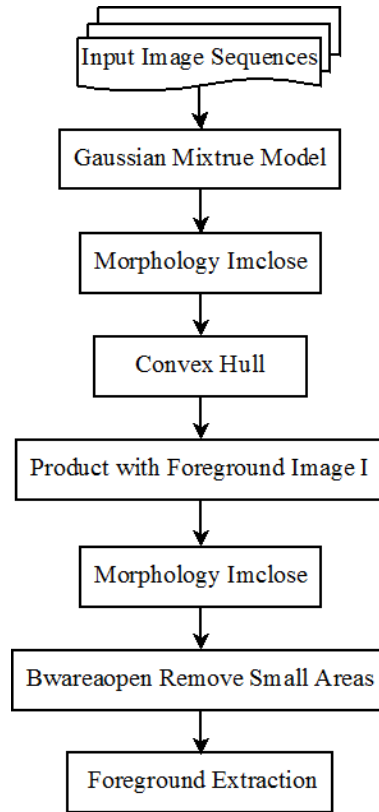 Input Image Sequences
Gaussian Mixtrue Model
Morphology Imclose
Convex Hull
Product with Foreground Image I
Morphology Imclose
Bwareaopen Remove Small Areas
Foreground Extraction